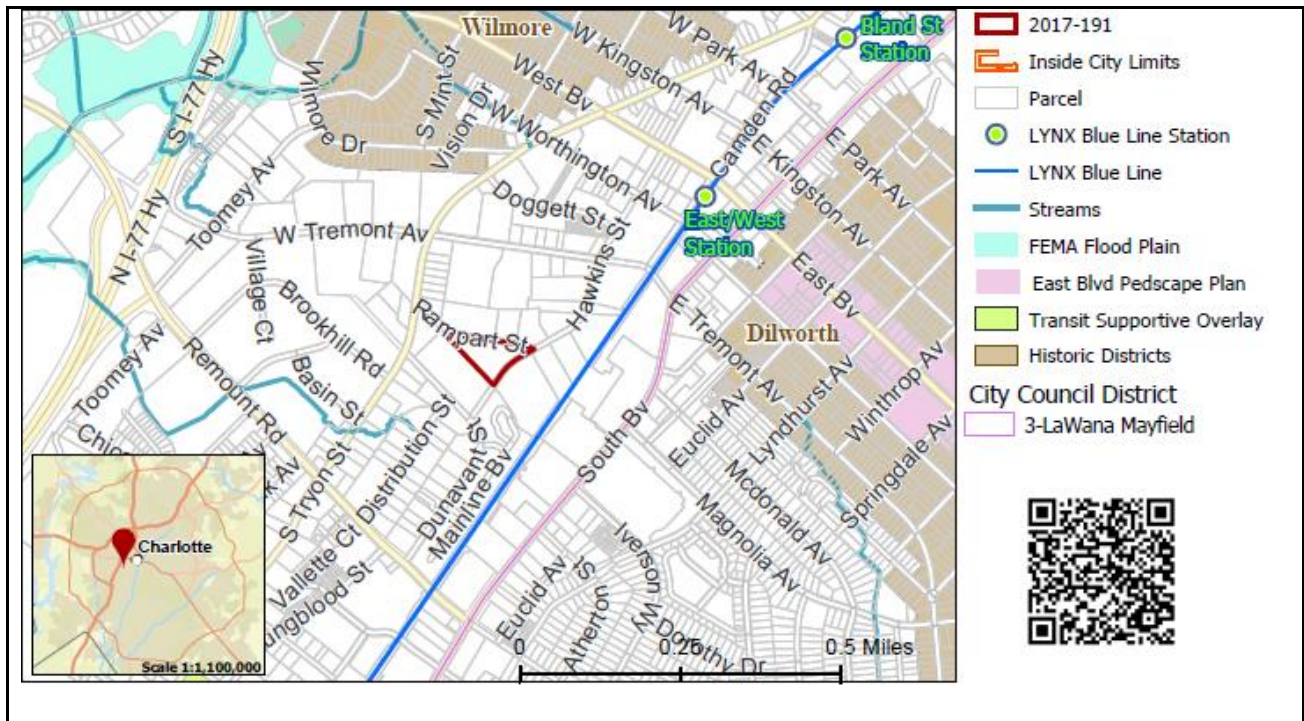 Wilmore
Bland St
Station
W Park Av
W Kingston Av
S I-77 Hy
Wilmore Dr
S Mint St
Vision Dr
West Bv
W Worthington Av
Camden Rd
E Kingston Av
E Park Av
Toomey Av
Doggett St
East/West
Station
N I-77 Hy
W Tremont Av
Hawkins St
East Bv
Village Ct
Brookhill Rd
Rampart St
E Tremont Av
Dilworth
Toomey Av
Remount Rd
Basin St
Lyndhurst Av
Winthrop Av
Euclid Av
South Bv
Distribution St
Dunavant St
Mainline Bv
Springdale Av
Mcdonald Av
Magnolia Av
S Tryon St
Vallette Ct
Iverson Wy
Euclid Av
Atherton St
Dorothy Dr
Charlotte
Scale 1:1,100,000
0 0.25 0.5 Miles
2017-191
Inside City Limits
Parcel
LYNX Blue Line Station
LYNX Blue Line
Streams
FEMA Flood Plain
East Blvd Pedscape Plan
Transit Supportive Overlay
Historic Districts
City Council District
3-LaWana Mayfield